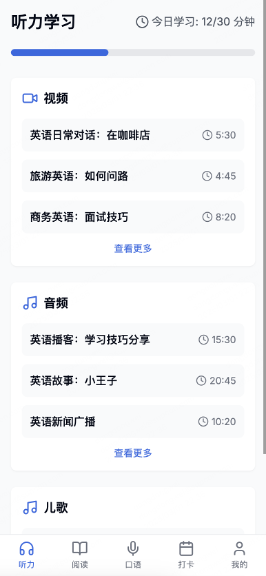 听力学习 今日学习: 12/30 分钟
视频
英语日常对话：在咖啡店 5:30
旅游英语：如何问路 4:45
商务英语：面试技巧 8:20
查看更多
音频
英语播客：学习技巧分享 15:30
英语故事：小王子 20:45
英语新闻广播 10:20
查看更多
儿歌
听力 阅读 口语 打卡 我的